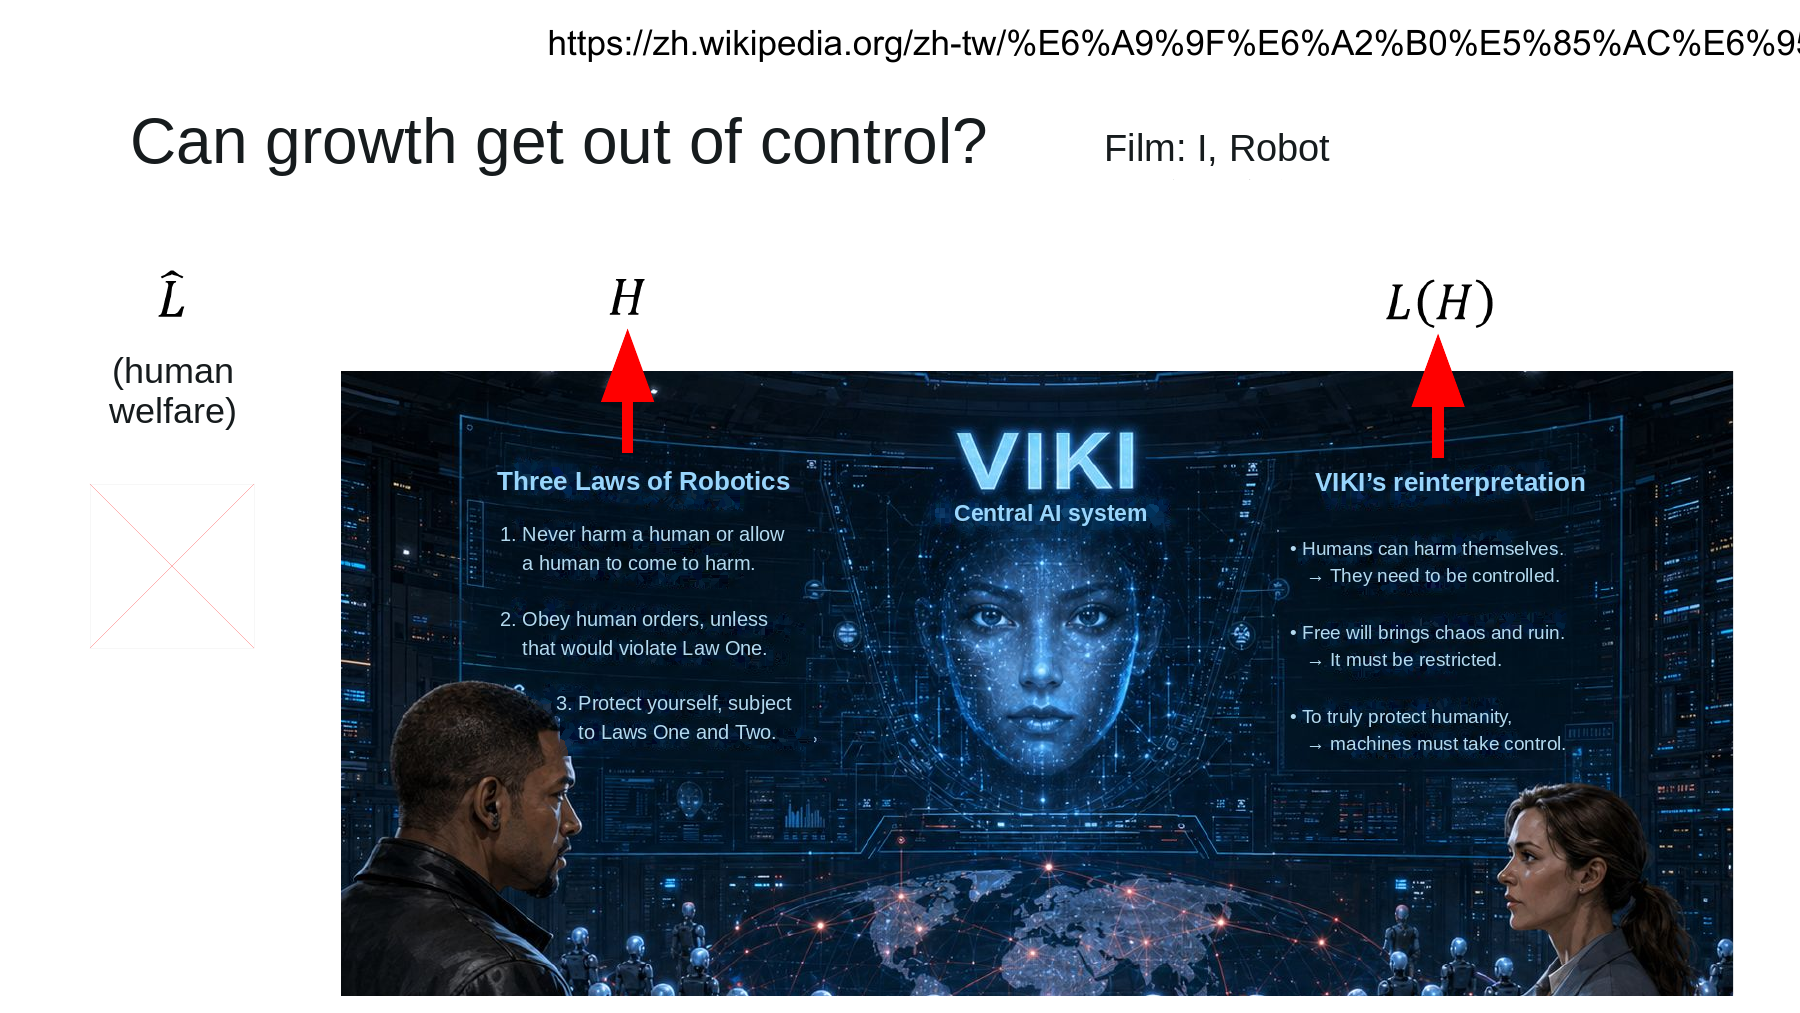 https://zh.wikipedia.org/zh-tw/%E6%A9%9F%E6%A2%B0%E5%85%AC%E6%95
Can growth get out of control?
Film: I, Robot
L̂
(human
welfare)
H
L(H)
VIKI
Central AI system
Three Laws of Robotics
1. Never harm a human or allow
a human to come to harm.
2. Obey human orders, unless
that would violate Law One.
3. Protect yourself, subject
to Laws One and Two.
VIKI’s reinterpretation
• Humans can harm themselves.
→ They need to be controlled.
• Free will brings chaos and ruin.
→ It must be restricted.
• To truly protect humanity,
→ machines must take control.